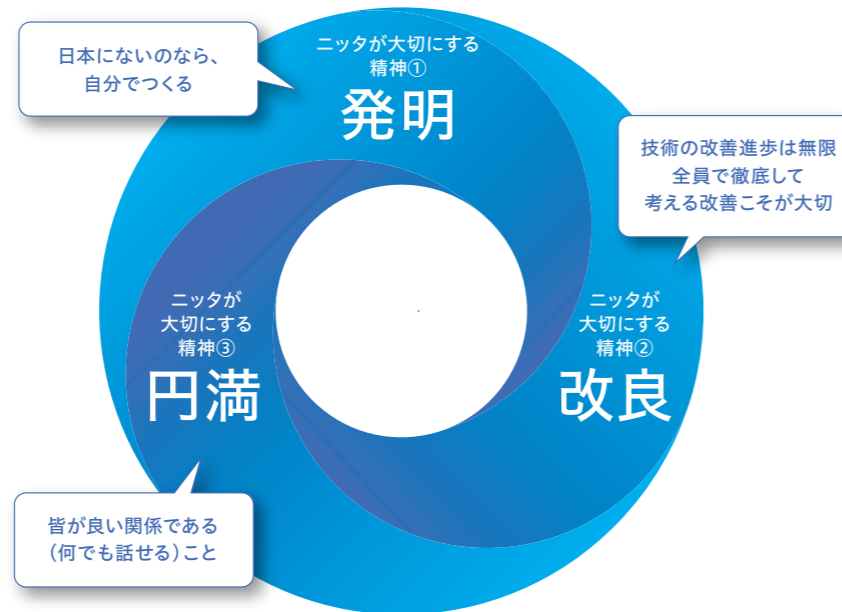 日本にないのなら、
自分でつくる
ニッタが大切にする
精神①
発明
技術の改善進歩は無限
全員で徹底して
考える改善こそが大切
ニッタが
大切にする
精神②
改良
ニッタが
大切にする
精神③
円満
皆が良い関係である
（何でも話せる）こと